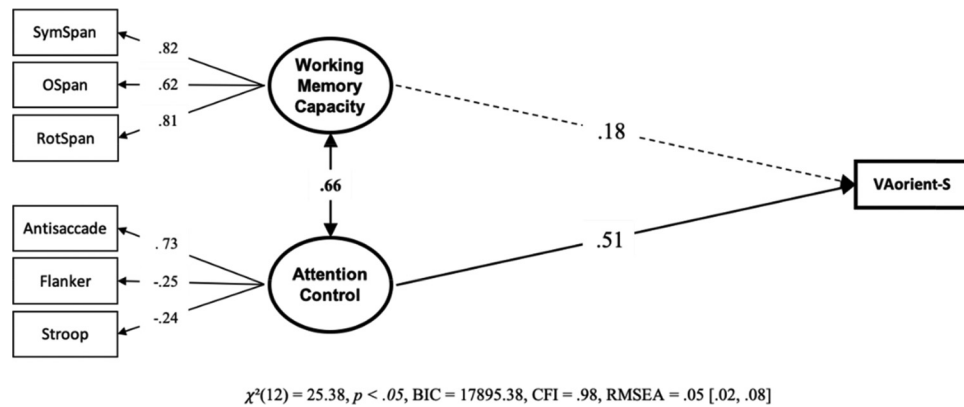 SymSpan
.82
Working
Memory
Capacity
OSpan
.62
RotSpan
.81
.18
.66
VAorient-S
Antisaccade
. 73
.51
Flanker
-.25
Attention
Control
Stroop
-.24
χ²(12) = 25.38, p < .05, BIC = 17895.38, CFI = .98, RMSEA = .05 [.02, .08]